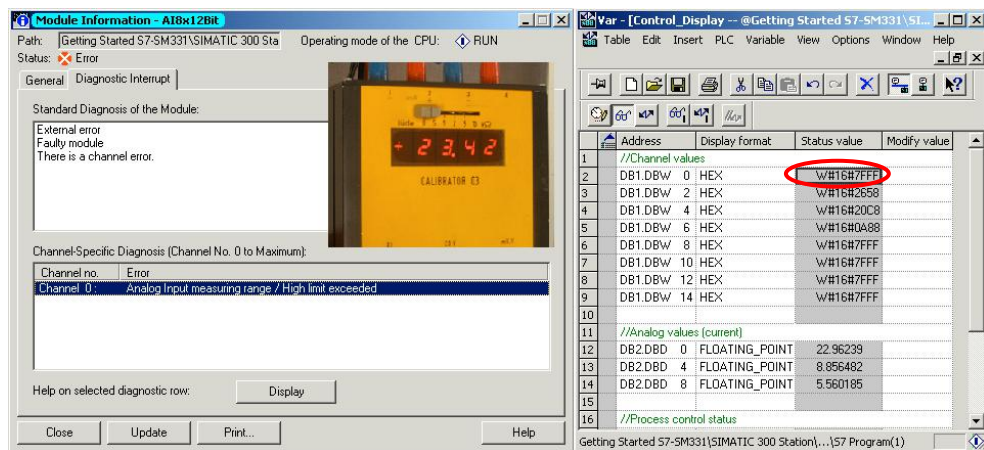 Module Information - AI8x12Bit
Path: Getting Started S7-SM331\SIMATIC 300 Sta Operating mode of the CPU: RUN
Status: Error
General Diagnostic Interrupt
Standard Diagnosis of the Module:
External error
Faulty module
There is a channel error.
+ 23,42
CALIBRATOR C3
Channel-Specific Diagnosis (Channel No. 0 to Maximum):
Channel no. Error
Channel 0: Analog Input measuring range / High limit exceeded
Help on selected diagnostic row: Display
Close Update Print... Help
Var - [Control_Display -- @Getting Started S7-SM331\SI...
Table Edit Insert PLC Variable View Options Window Help
Address Display format Status value Modify value
1 //Channel values
2 DB1.DBW 0 HEX W#16#7FFF
3 DB1.DBW 2 HEX W#16#2658
4 DB1.DBW 4 HEX W#16#20C8
5 DB1.DBW 6 HEX W#16#0A88
6 DB1.DBW 8 HEX W#16#7FFF
7 DB1.DBW 10 HEX W#16#7FFF
8 DB1.DBW 12 HEX W#16#7FFF
9 DB1.DBW 14 HEX W#16#7FFF
10
11 //Analog values (current)
12 DB2.DBD 0 FLOATING_POINT 22.96239
13 DB2.DBD 4 FLOATING_POINT 8.856482
14 DB2.DBD 8 FLOATING_POINT 5.560185
15
16 //Process control status
Getting Started S7-SM331\SIMATIC 300 Station\...\S7 Program(1)